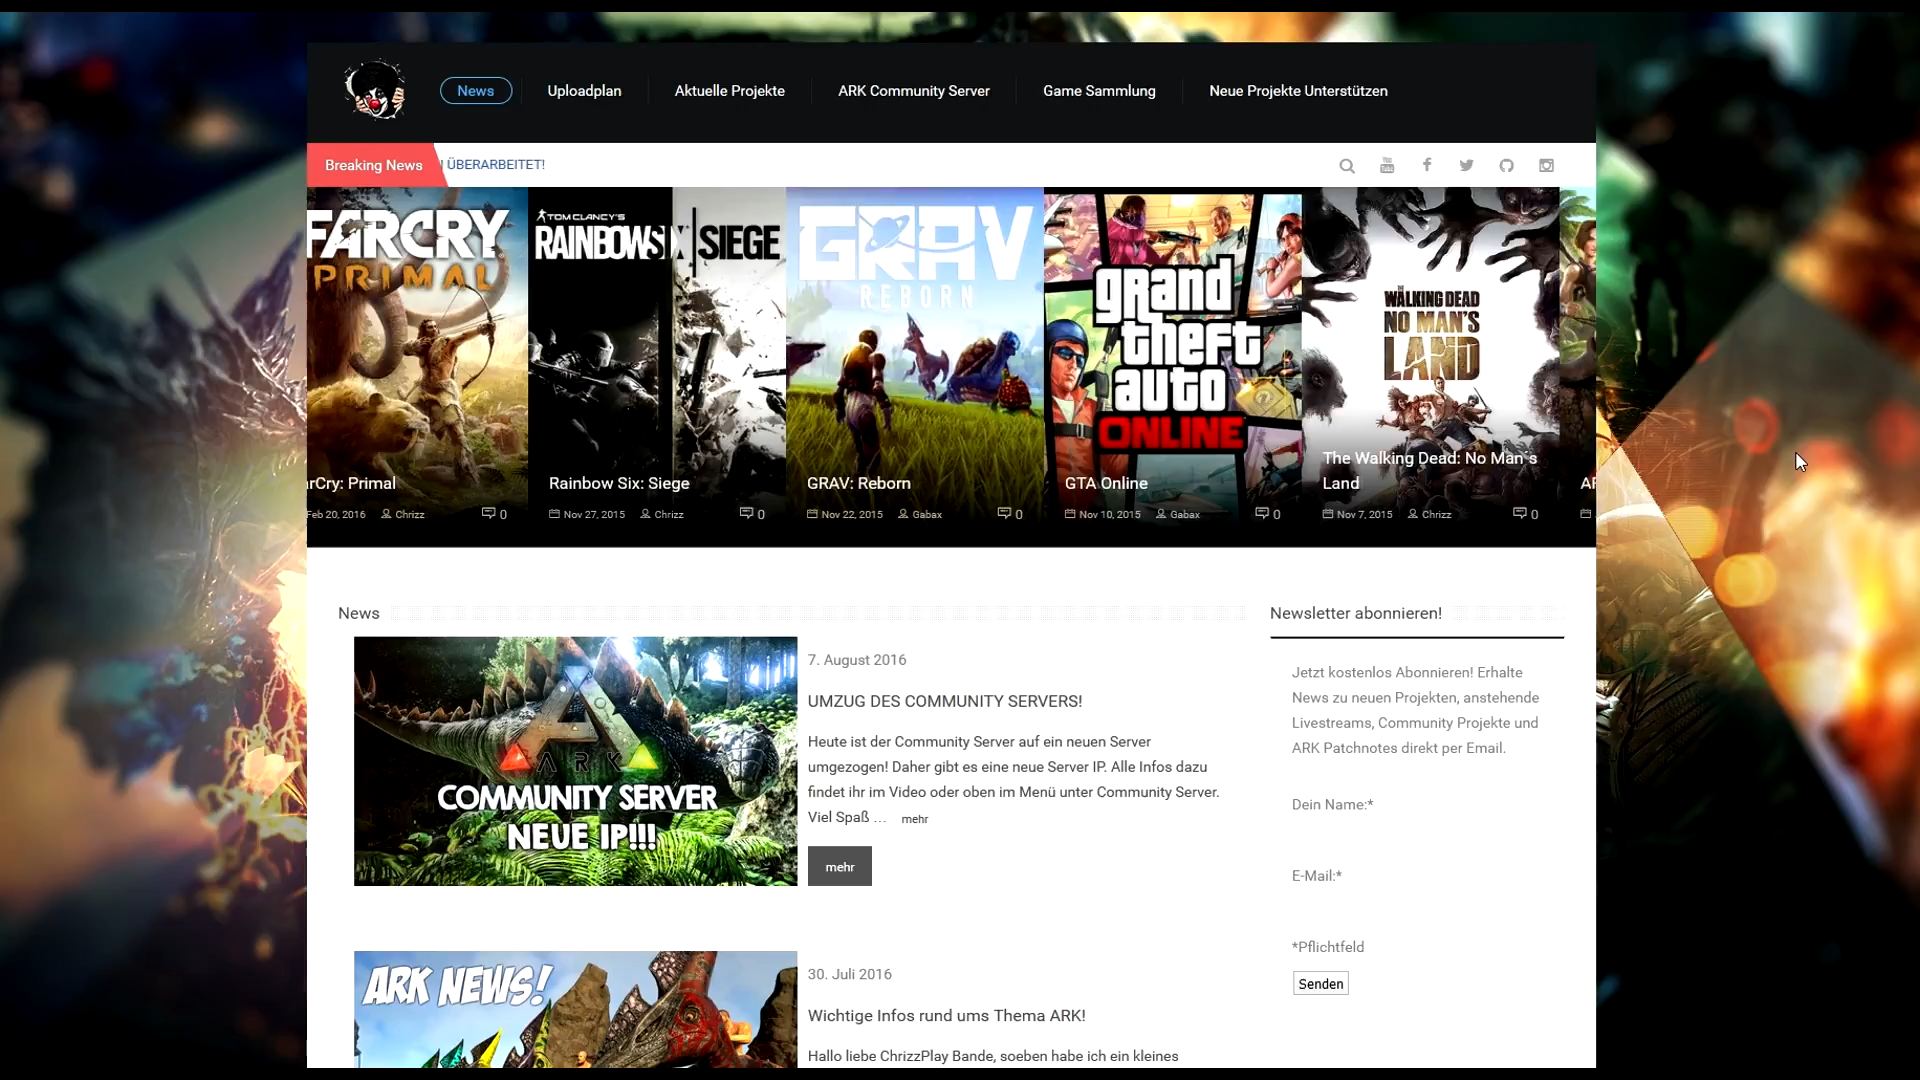 News
Uploadplan
Aktuelle Projekte
ARK Community Server
Game Sammlung
Neue Projekte Unterstützen
Breaking News
ÜBERARBEITET!
FARCRY
PRIMAL
rCry: Primal
Feb 20, 2016 Chrizz 0
TOM CLANCY'S
RAINBOW SIX | SIEGE
Rainbow Six: Siege
Nov 27, 2015 Chrizz 0
GRAV
REBORN
GRAV: Reborn
Nov 22, 2015 Gabax 0
grand
theft
auto
ONLINE
GTA Online
Nov 10, 2015 Gabax 0
THE
WALKING DEAD
NO MAN'S
LAND
The Walking Dead: No Man´s
Land
Nov 7, 2015 Chrizz 0
News
ARK
COMMUNITY SERVER
NEUE IP!!!
7. August 2016
UMZUG DES COMMUNITY SERVERS!
Heute ist der Community Server auf ein neuen Server
umgezogen! Daher gibt es eine neue Server IP. Alle Infos dazu
findet ihr im Video oder oben im Menü unter Community Server.
Viel Spaß … mehr
mehr
ARK NEWS!
30. Juli 2016
Wichtige Infos rund ums Thema ARK!
Hallo liebe ChrizzPlay Bande, soeben habe ich ein kleines
Newsletter abonnieren!
Jetzt kostenlos Abonnieren! Erhalte
News zu neuen Projekten, anstehende
Livestreams, Community Projekte und
ARK Patchnotes direkt per Email.
Dein Name:*
E-Mail:*
*Pflichtfeld
Senden